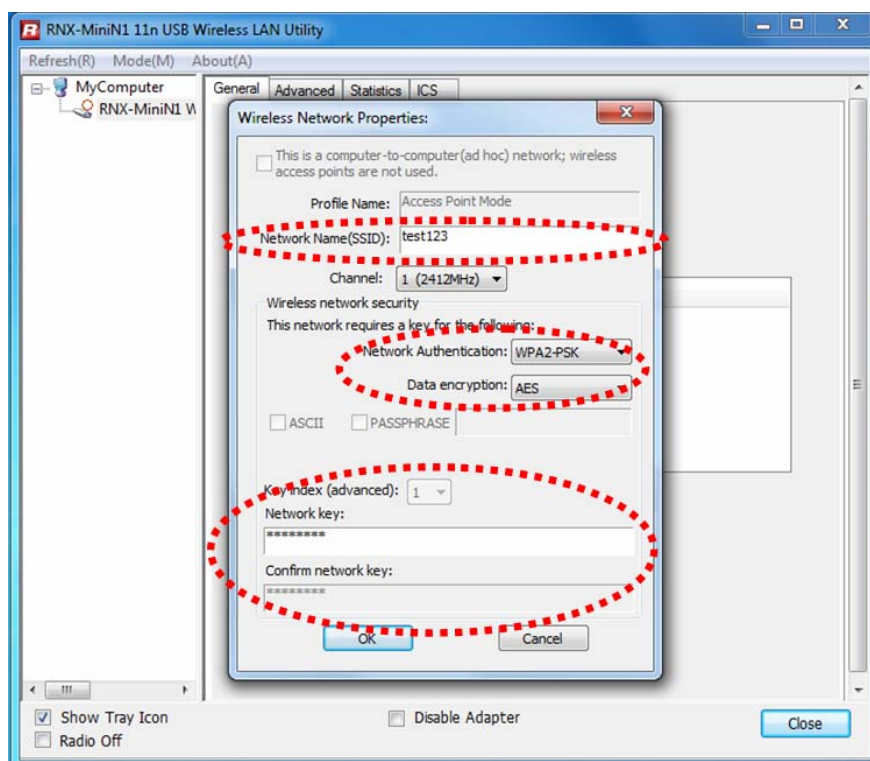 RNX-MiniN1 11n USB Wireless LAN Utility
Refresh(R) Mode(M) About(A)
MyComputer
RNX-MiniN1 W
General Advanced Statistics ICS
Wireless Network Properties:
This is a computer-to-computer(ad hoc) network; wireless
access points are not used.
Profile Name: Access Point Mode
Network Name(SSID): test123
Channel: 1 (2412MHz)
Wireless network security
This network requires a key for the following:
Network Authentication: WPA2-PSK
Data encryption: AES
ASCII PASSPHRASE
Key index (advanced): 1
Network key:
********
Confirm network key:
********
OK Cancel
Show Tray Icon Disable Adapter
Radio Off
Close